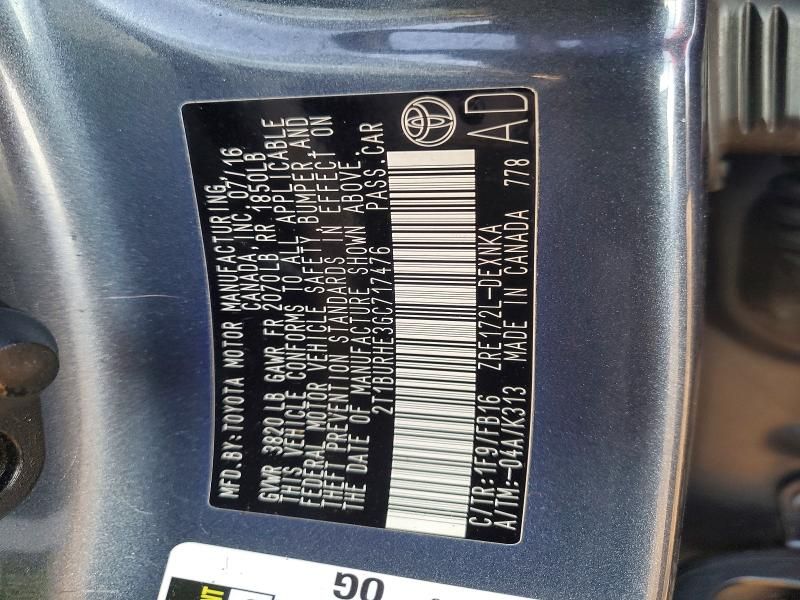 MFD.BY:TOYOTA MOTOR MANUFACTURING,
CANADA, INC. 07/16
GVWR 3820 LB GAWR FR 2070LB RR 1850LB
THIS VEHICLE CONFORMS TO ALL APPLICABLE
FEDERAL MOTOR VEHICLE SAFETY, BUMPER, AND
THEFT PREVENTION STANDARDS IN EFFECT ON
THE DATE OF MANUFACTURE SHOWN ABOVE.
2T1BURHE3GC717476 PASS.CAR
C/TR:1F9/FB16 ZRE172L-DEXNKA
A/TM:-04A/K313 MADE IN CANADA 778
AD
OG